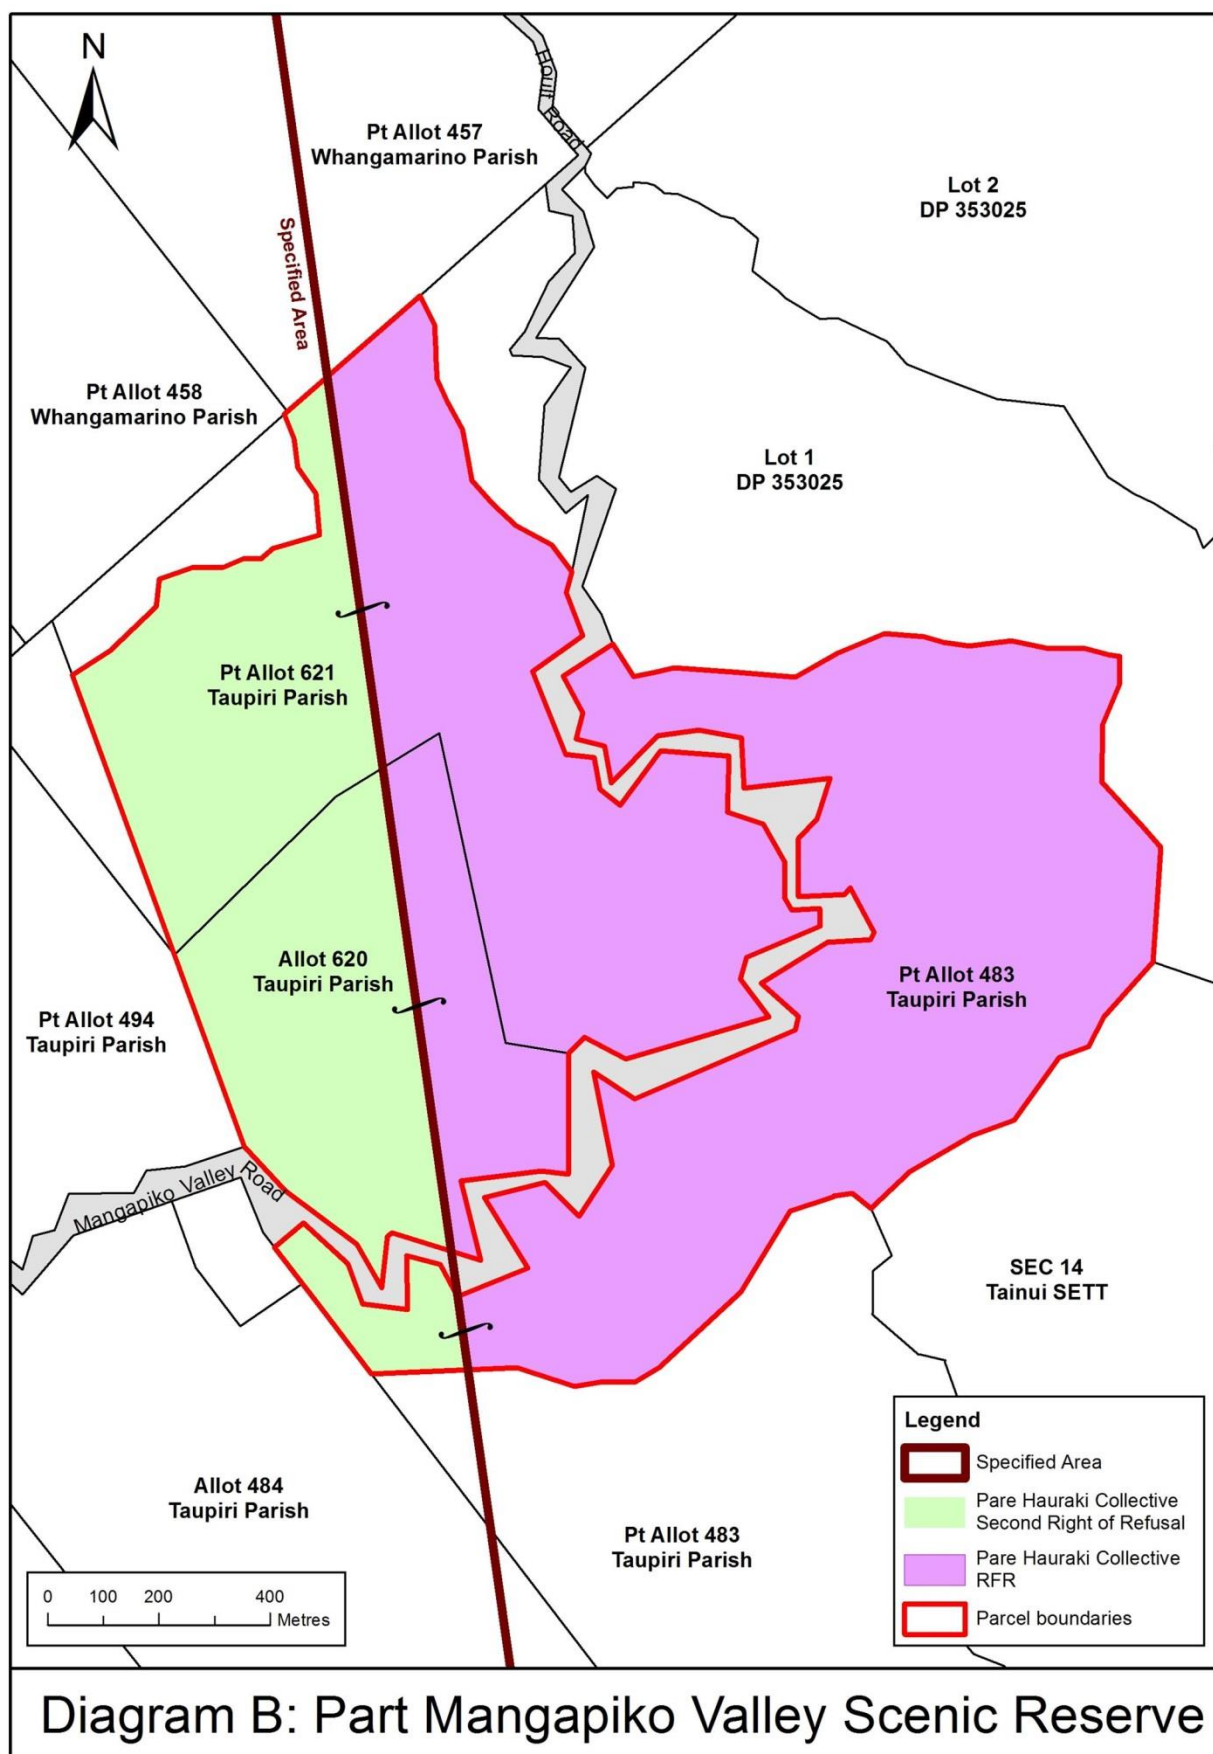 N
Hoult Road
Pt Allot 457
Whangamarino Parish
Lot 2
DP 353025
Specified Area
Pt Allot 458
Whangamarino Parish
Lot 1
DP 353025
Pt Allot 621
Taupiri Parish
Allot 620
Taupiri Parish
Pt Allot 483
Taupiri Parish
Pt Allot 494
Taupiri Parish
Mangapiko Valley Road
SEC 14
Tainui SETT
Allot 484
Taupiri Parish
Pt Allot 483
Taupiri Parish
0 100 200 400
Metres
Legend
Specified Area
Pare Hauraki Collective
Second Right of Refusal
Pare Hauraki Collective
RFR
Parcel boundaries
Diagram B: Part Mangapiko Valley Scenic Reserve